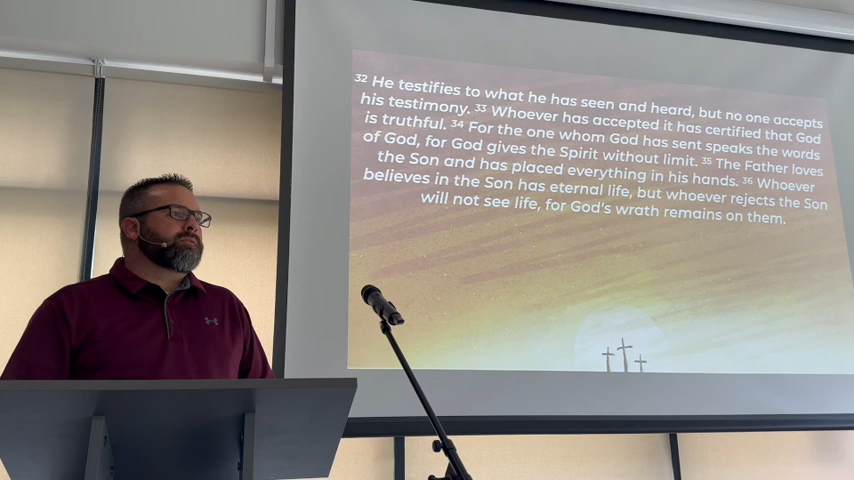 32 He testifies to what he has seen and heard, but no one accepts
his testimony. 33 Whoever has accepted it has certified that God
is truthful. 34 For the one whom God has sent speaks the words
of God, for God gives the Spirit without limit. 35 The Father loves
the Son and has placed everything in his hands. 36 Whoever
believes in the Son has eternal life, but whoever rejects the Son
will not see life, for God's wrath remains on them.